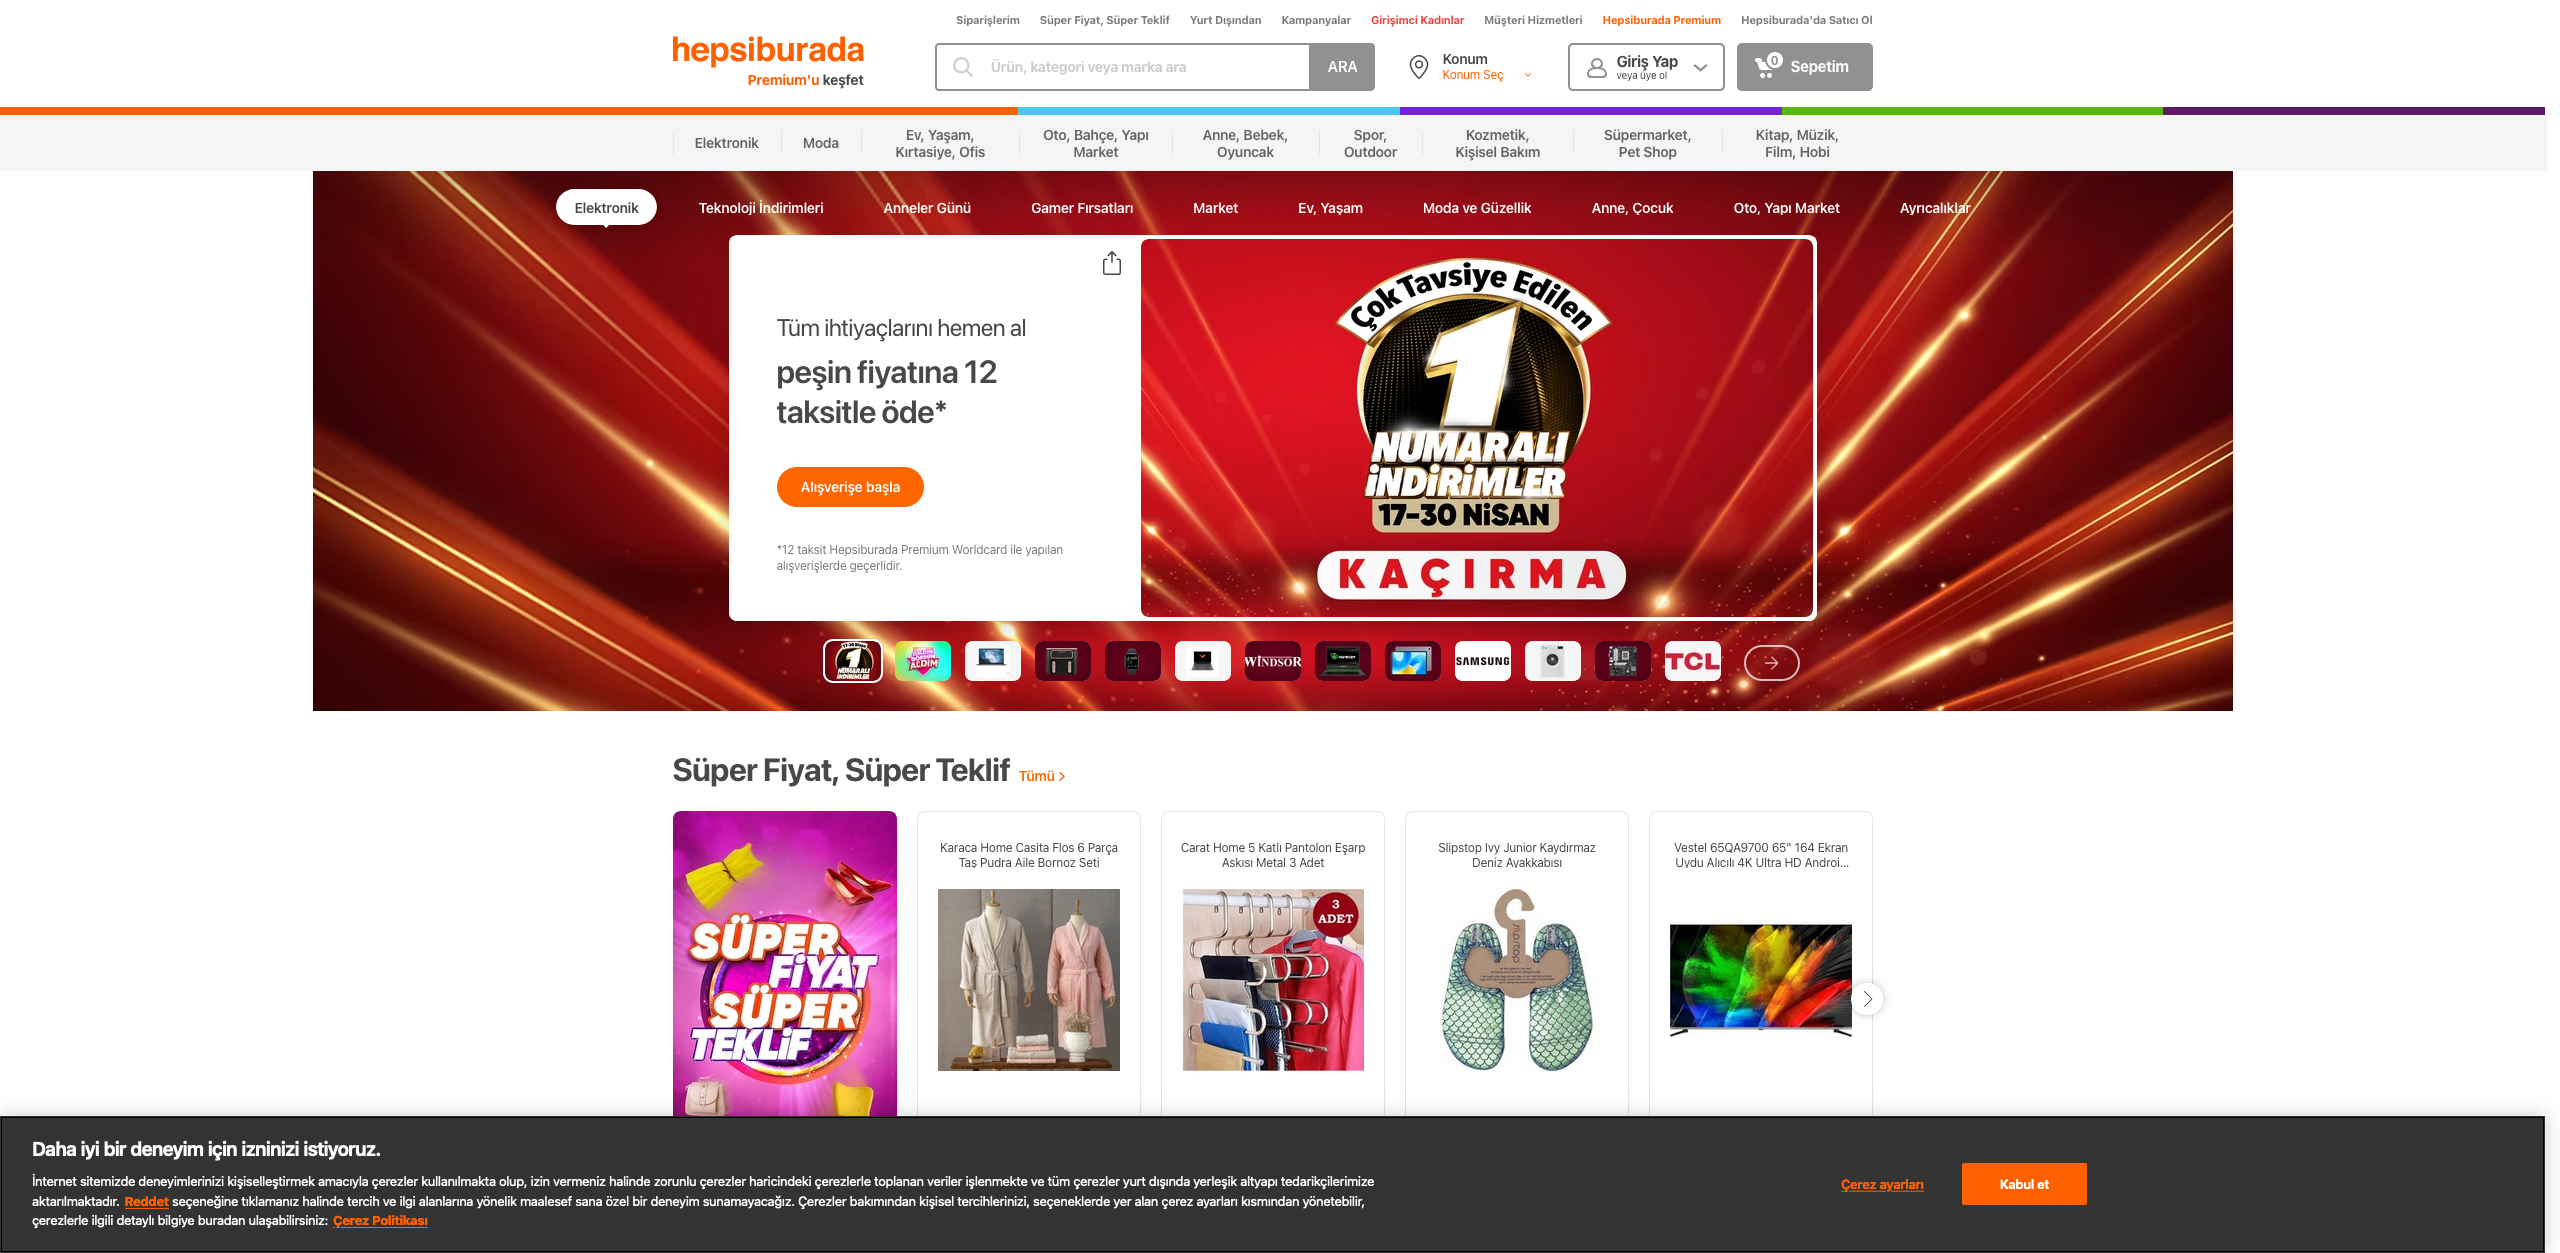 Siparişlerim Süper Fiyat, Süper Teklif Yurt Dışından Kampanyalar Girişimci Kadınlar Müşteri Hizmetleri Hepsiburada Premium Hepsiburada'da Satıcı Ol
hepsiburada
Premium'u keşfet
Ürün, kategori veya marka ara
ARA
Konum
Konum Seç
Giriş Yap
veya üye ol
0
Sepetim
Elektronik
Moda
Ev, Yaşam,
Kırtasiye, Ofis
Oto, Bahçe, Yapı
Market
Anne, Bebek,
Oyuncak
Spor,
Outdoor
Kozmetik,
Kişisel Bakım
Süpermarket,
Pet Shop
Kitap, Müzik,
Film, Hobi
Elektronik Teknoloji İndirimleri Anneler Günü Gamer Fırsatları Market Ev, Yaşam Moda ve Güzellik Anne, Çocuk Oto, Yapı Market Ayrıcalıklar
Tüm ihtiyaçlarını hemen al
peşin fiyatına 12
taksitle öde*
Alışverişe başla
*12 taksit Hepsiburada Premium Worldcard ile yapılan
alışverişlerde geçerlidir.
Çok Tavsiye Edilen
1
NUMARALI
İNDİRİMLER
17-30 NİSAN
KAÇIRMA
17-30 Nisan
1
NUMARALI
İNDİRİMLER
ALDIM
WINDSOR
SAMSUNG
TCL
Süper Fiyat, Süper Teklif Tümü
SÜPER
FİYAT
SÜPER
TEKLİF
Karaca Home Casita Flos 6 Parça
Taş Pudra Aile Bornoz Seti
Carat Home 5 Katlı Pantolon Eşarp
Askısı Metal 3 Adet
3
ADET
Slipstop Ivy Junior Kaydırmaz
Deniz Ayakkabısı
slipstop
Vestel 65QA9700 65" 164 Ekran
Uydu Alıcılı 4K Ultra HD Androi...
Daha iyi bir deneyim için izninizi istiyoruz.
İnternet sitemizde deneyimlerinizi kişiselleştirmek amacıyla çerezler kullanılmakta olup, izin vermeniz halinde zorunlu çerezler haricindeki çerezlerle toplanan veriler işlenmekte ve tüm çerezler yurt dışında yerleşik altyapı tedarikçilerimize
aktarılmaktadır. Reddet seçeneğine tıklamanız halinde tercih ve ilgi alanlarına yönelik maalesef sana özel bir deneyim sunamayacağız. Çerezler bakımından kişisel tercihlerinizi, seçeneklerde yer alan çerez ayarları kısmından yönetebilir,
çerezlerle ilgili detaylı bilgiye buradan ulaşabilirsiniz: Çerez Politikası
Çerez ayarları
Kabul et